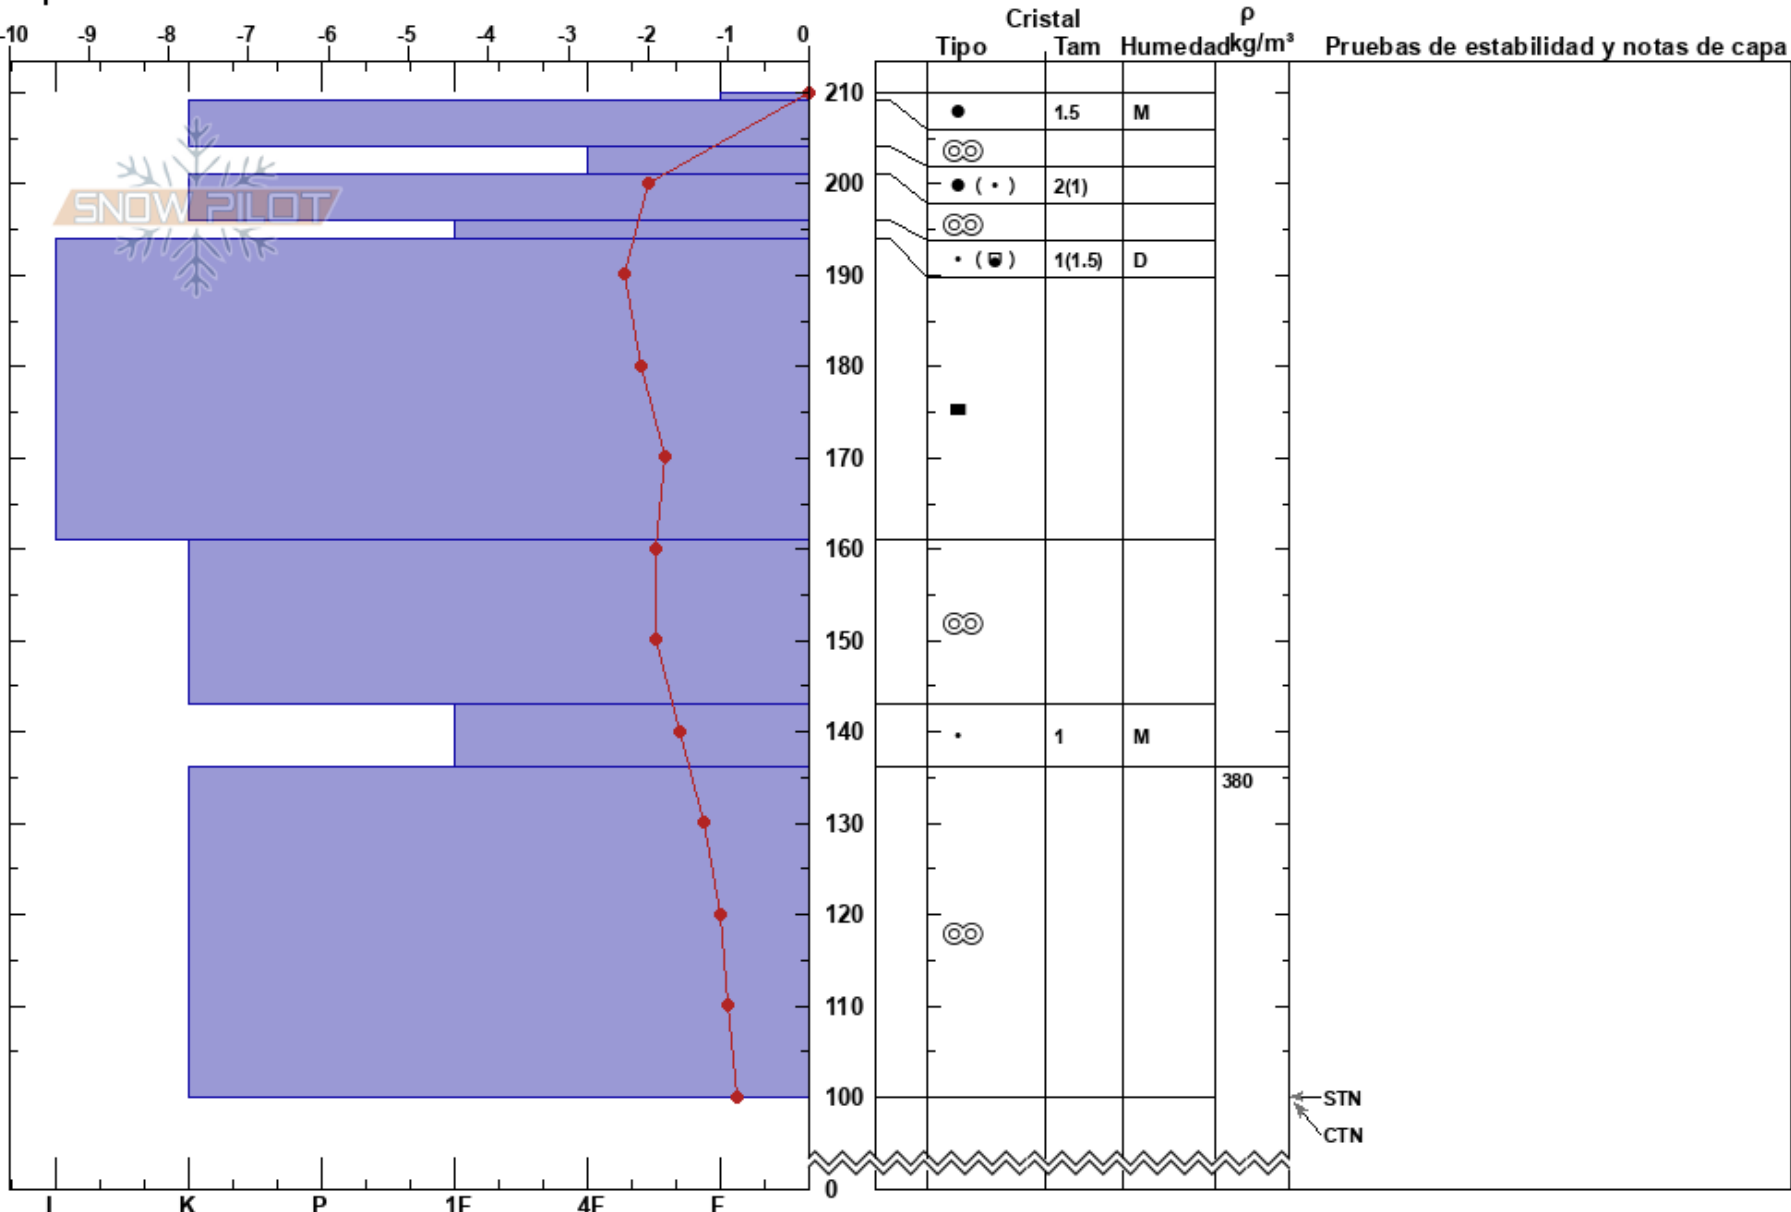 Cristal ρ
-10 -9 -8 -7 -6 -5 -4 -3 -2 -1 0 Tipo Tam Humedad kg/m³ Pruebas de estabilidad y notas de capa
210
1.5 M
200 ( ) 2(1)
SNOW PILOT
( ) 1(1.5) D
190
180
170
160
150
140 1 M
380
130
120
110
100 STN
CTN
0
I K P 1F 4F F